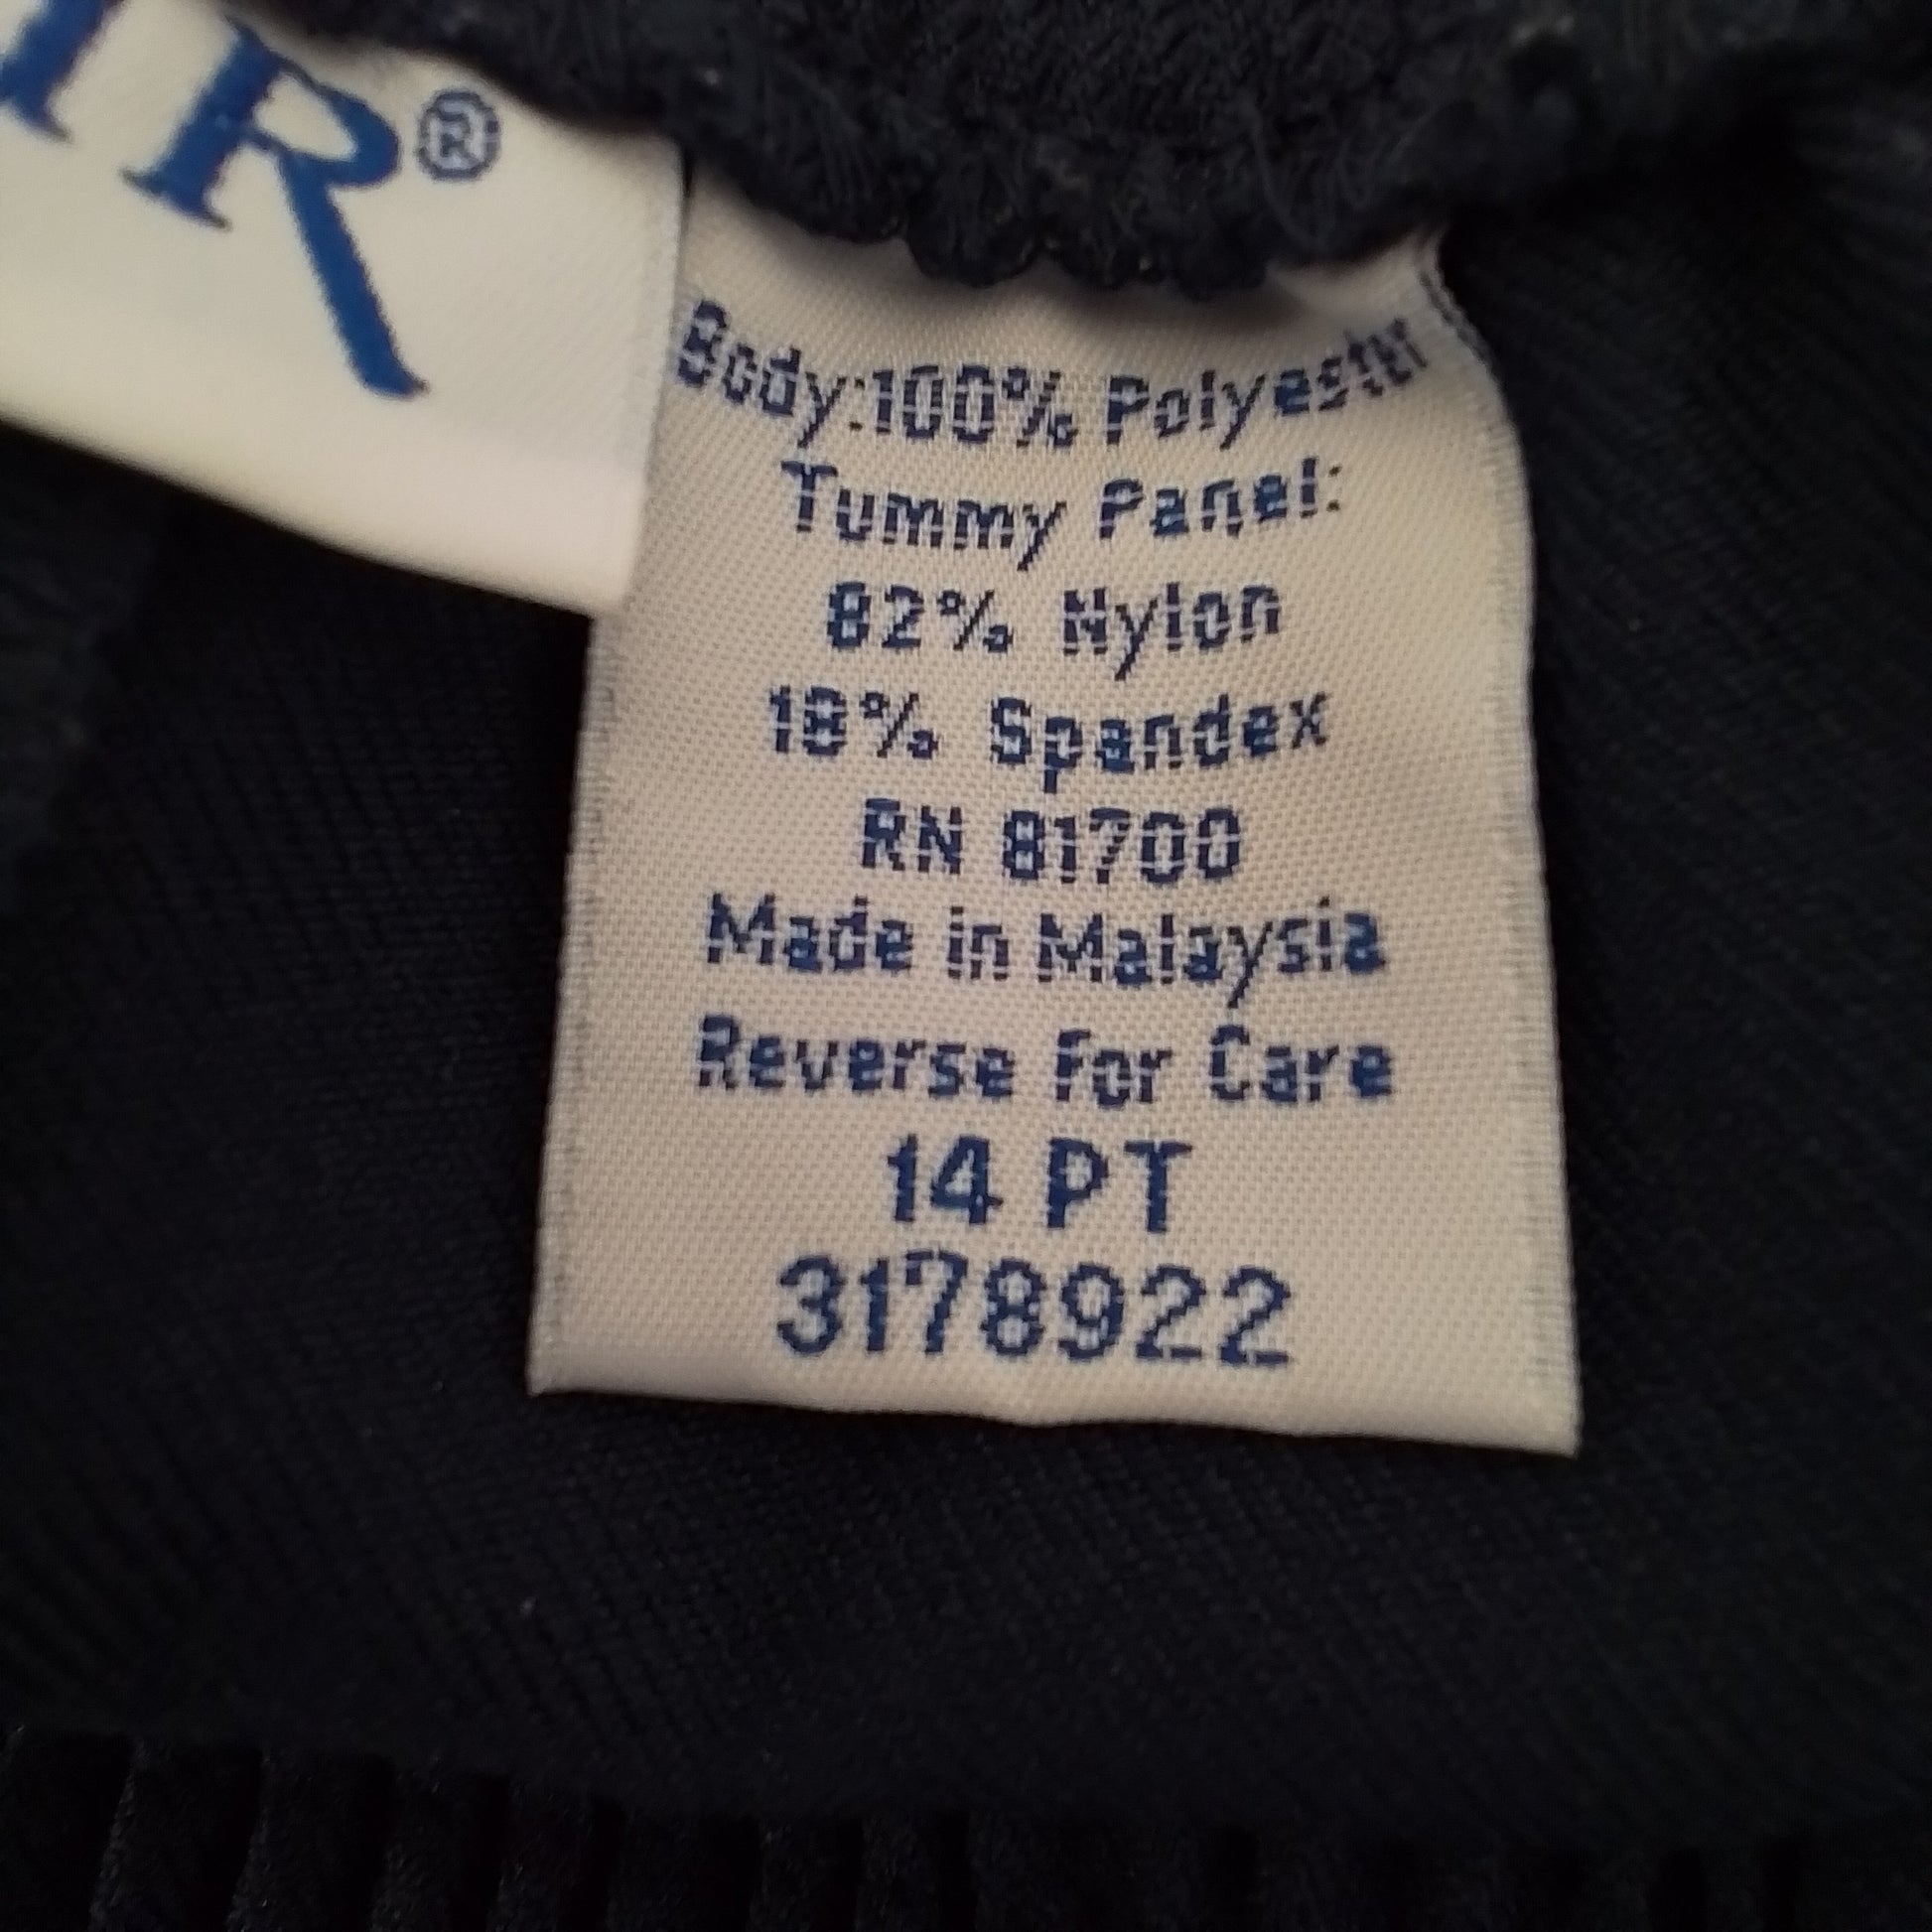 Body:100% Polyester
Tummy Panel:
82% Nylon
18% Spandex
RN 81700
Made in Malaysia
Reverse For Care
14 PT
3178922